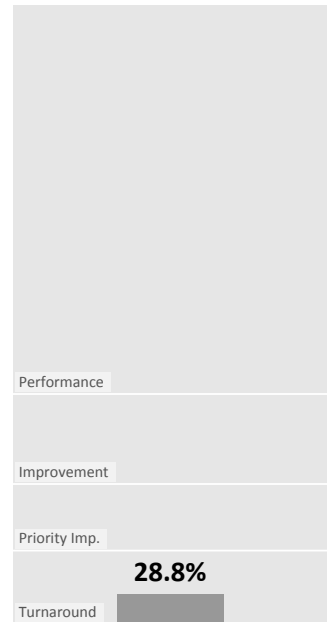 Performance
Improvement
Priority Imp.
28.8%
Turnaround